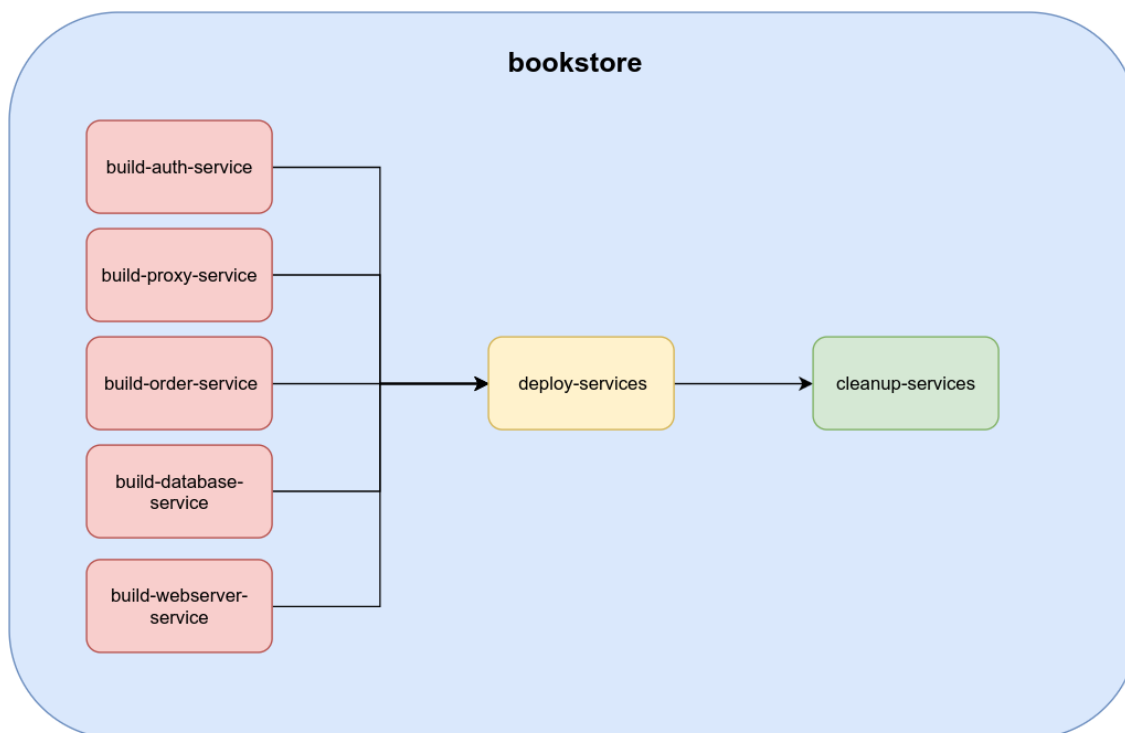 bookstore
build-auth-service
build-proxy-service
build-order-service
build-database-
service
build-webserver-
service
deploy-services
cleanup-services